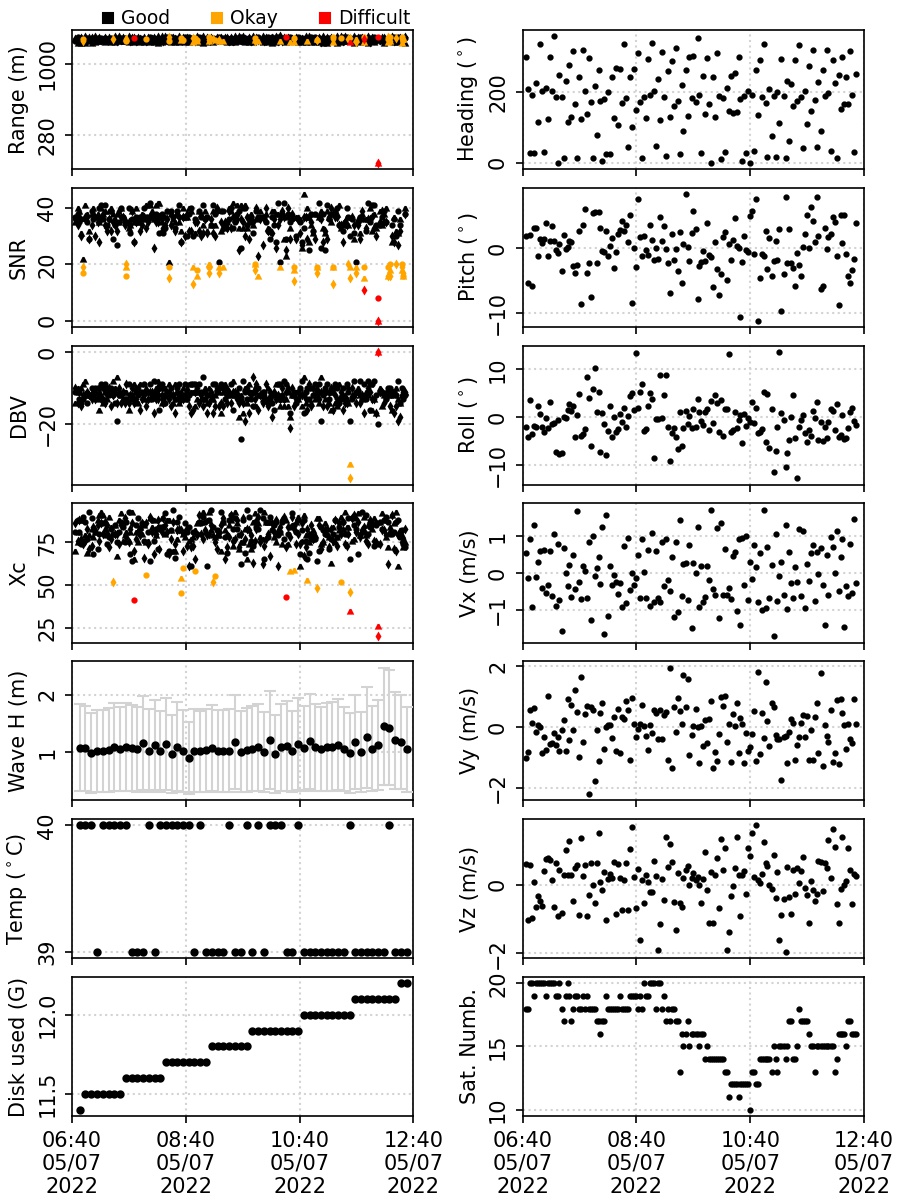 Good Okay Difficult
Range (m)
1000
280
Heading (°)
200
0
SNR
40
20
0
Pitch (°)
0
−10
DBV
0
−20
Roll (°)
10
0
−10
Xc
75
50
25
Vx (m/s)
1
0
−1
Wave H (m)
2
1
Vy (m/s)
2
0
−2
Temp (°C)
40
39
Vz (m/s)
0
−2
Disk used (G)
12.0
11.5
Sat. Numb.
20
15
10
06:40 08:40 10:40 12:40
05/07 05/07 05/07 05/07
2022 2022 2022 2022
06:40 08:40 10:40 12:40
05/07 05/07 05/07 05/07
2022 2022 2022 2022